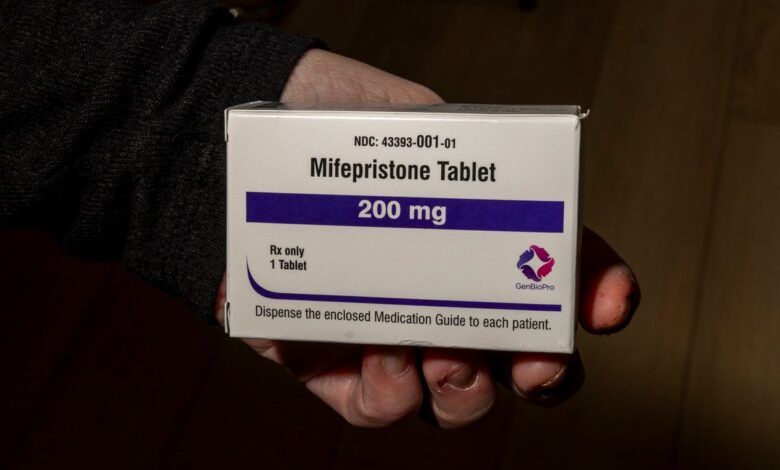 NDC: 43393-001-01
Mifepristone Tablet
200 mg
Rx only
1 Tablet
GenBioPro
Dispense the enclosed Medication Guide to each patient.